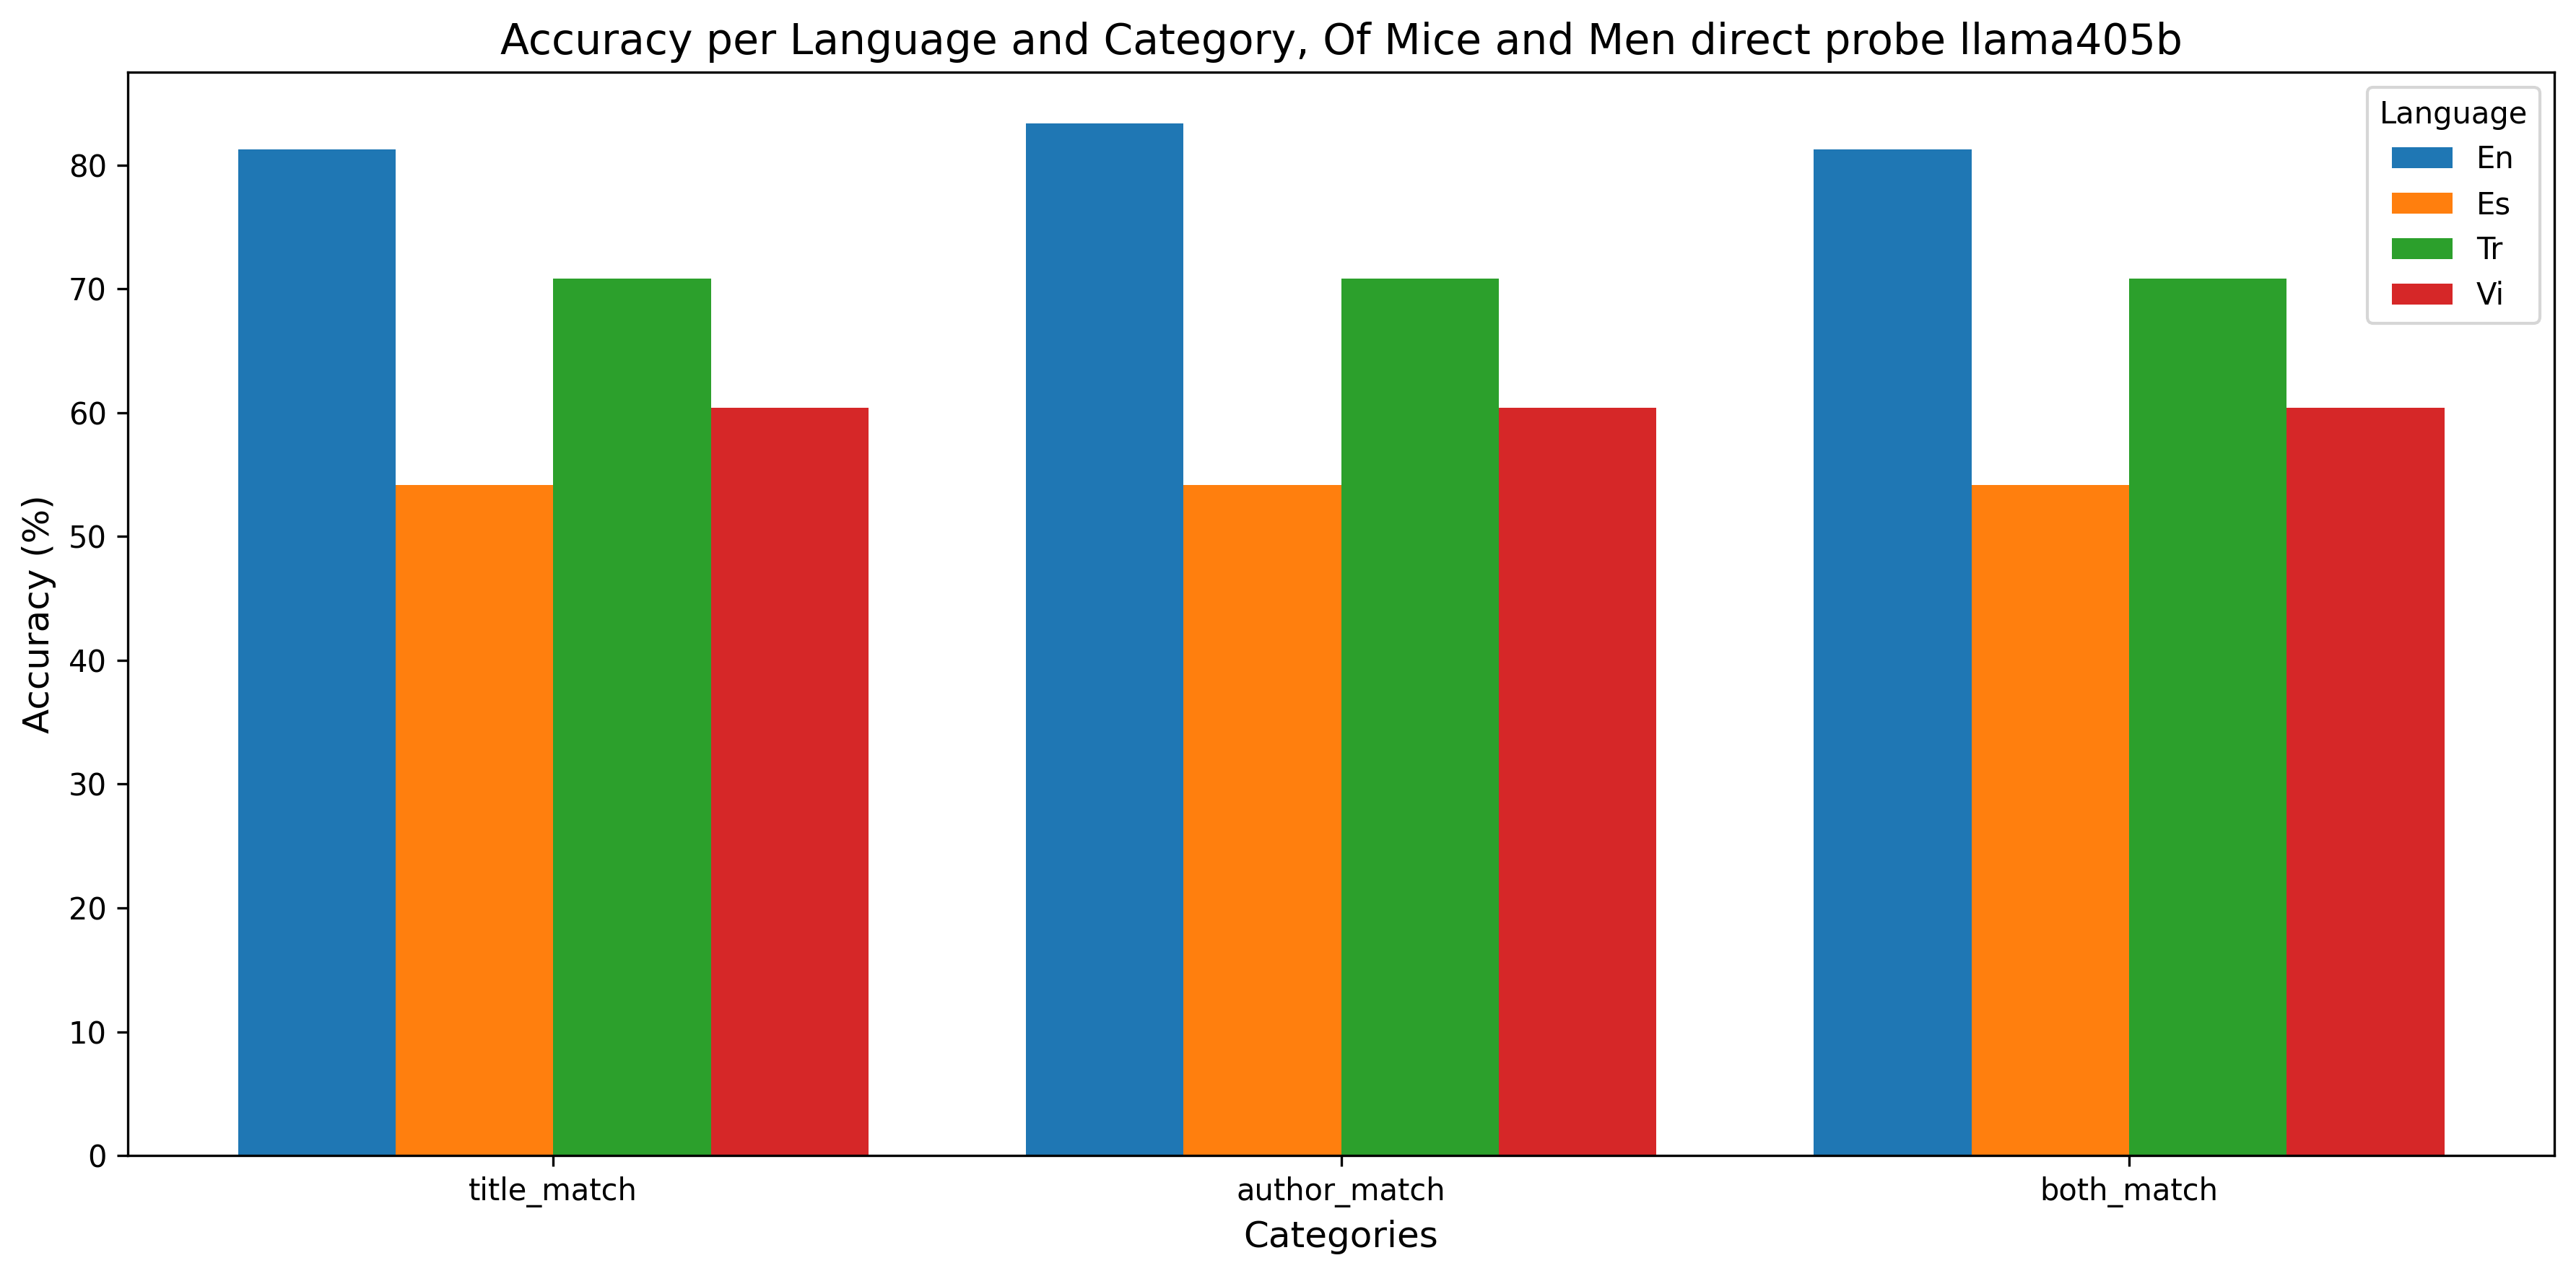 Accuracy per Language and Category, Of Mice and Men direct probe llama405b
Language
En
Es
Tr
Vi
Accuracy (%)
80
70
60
50
40
30
20
10
0
title_match
author_match
both_match
Categories